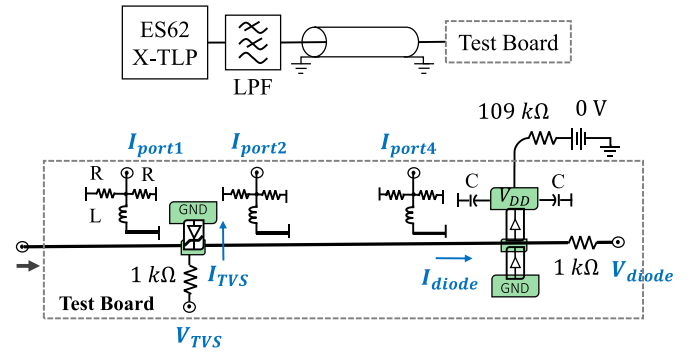 ES62
X-TLP
LPF
Test Board
109 kΩ
0 V
I_port1
I_port2
I_port4
R
R
L
GND
C
V_DD
C
1 kΩ
I_TVS
I_diode
GND
1 kΩ
V_diode
Test Board
V_TVS